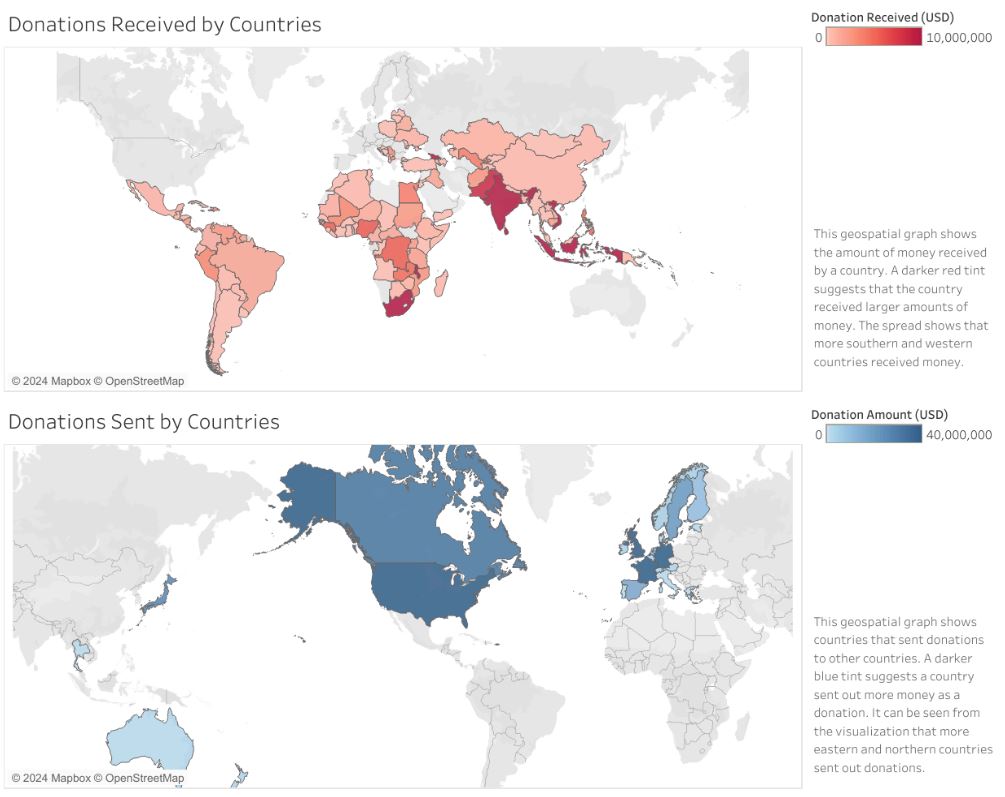 Donations Received by Countries
Donation Received (USD)
0
10,000,000
This geospatial graph shows
the amount of money received
by a country. A darker red tint
suggests that the country
received larger amounts of
money. The spread shows that
more southern and western
countries received money.
© 2024 Mapbox © OpenStreetMap
Donations Sent by Countries
Donation Amount (USD)
0
40,000,000
This geospatial graph shows
countries that sent donations
to other countries. A darker
blue tint suggests a country
sent out more money as a
donation. It can be seen from
the visualization that more
eastern and northern countries
sent out donations.
© 2024 Mapbox © OpenStreetMap